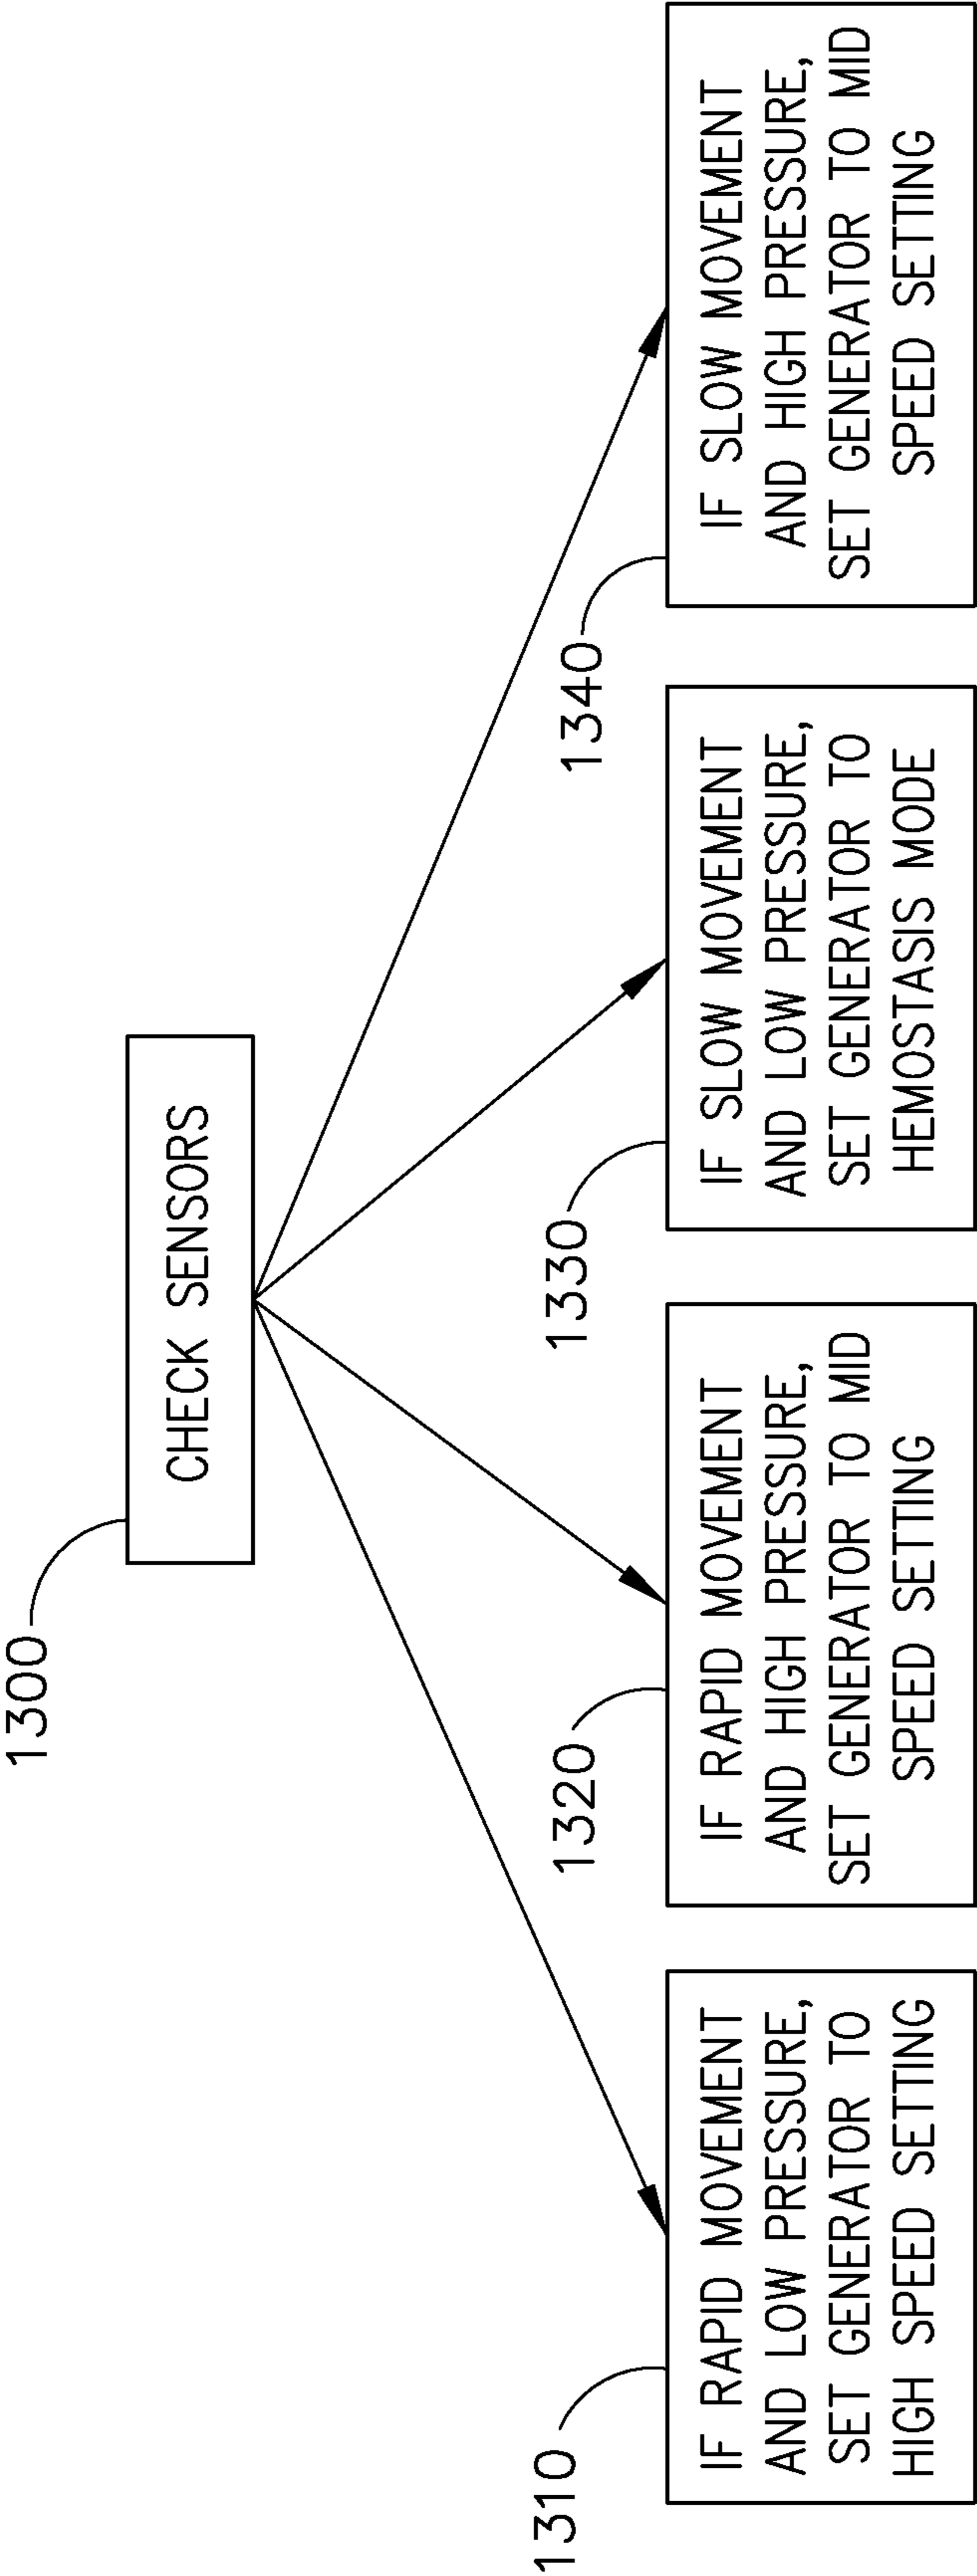 1300
CHECK SENSORS
1310
IF RAPID MOVEMENT
AND LOW PRESSURE,
SET GENERATOR TO
HIGH SPEED SETTING
1320
IF RAPID MOVEMENT
AND HIGH PRESSURE,
SET GENERATOR TO MID
SPEED SETTING
1330
IF SLOW MOVEMENT
AND LOW PRESSURE,
SET GENERATOR TO
HEMOSTASIS MODE
1340
IF SLOW MOVEMENT
AND HIGH PRESSURE,
SET GENERATOR TO MID
SPEED SETTING